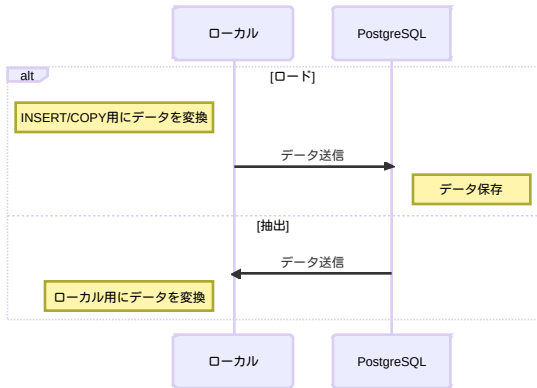 ローカル
PostgreSQL
alt
[ロード]
INSERT/COPY用にデータを変換
データ送信
データ保存
[抽出]
データ送信
ローカル用にデータを変換
ローカル
PostgreSQL